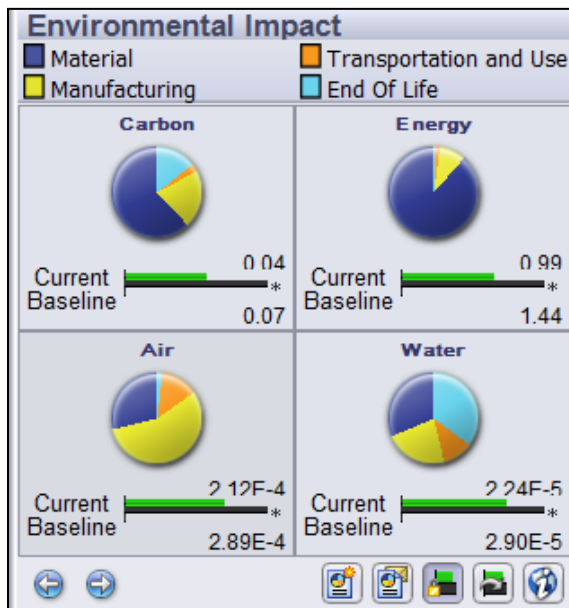 Environmental Impact
Material
Transportation and Use
Manufacturing
End Of Life
Carbon
Energy
0.04
Current
Baseline
*
0.07
0.99
Current
Baseline
*
1.44
Air
Water
2.12E-4
Current
Baseline
*
2.89E-4
2.24E-5
Current
Baseline
*
2.90E-5